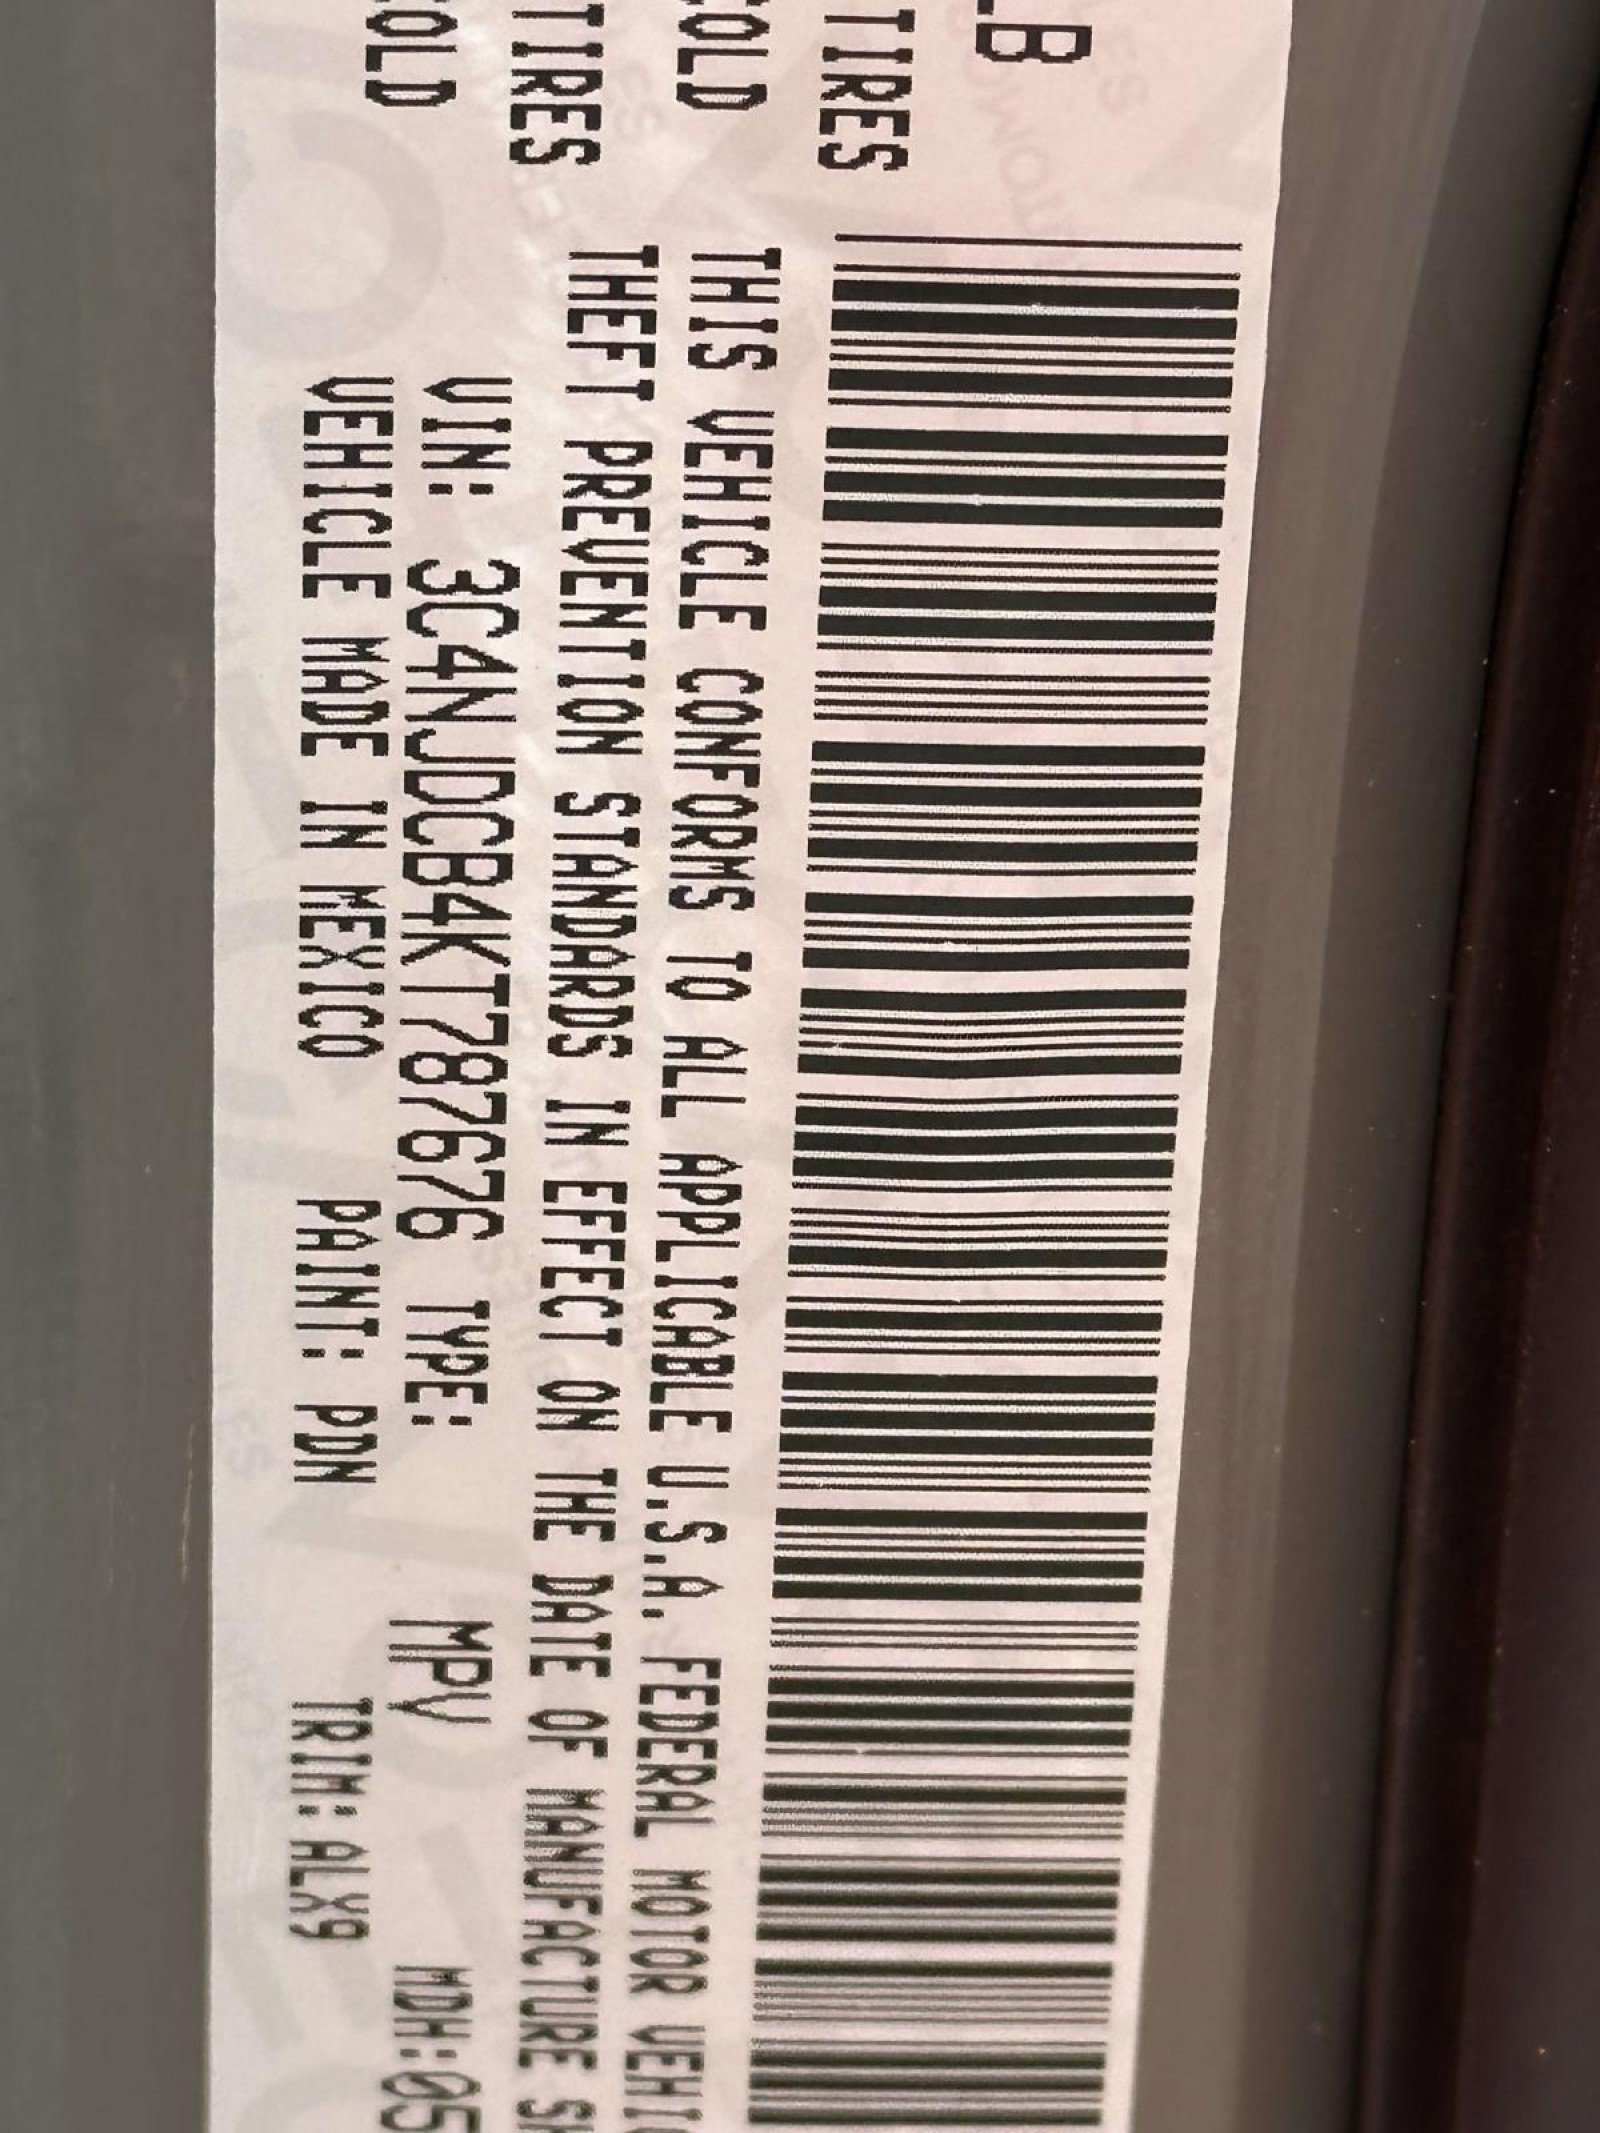 LB
TIRES
COLD
TIRES
COLD
THIS VEHICLE CONFORMS TO ALL APPLICABLE U.S.A. FEDERAL MOTOR VEHIC
THEFT PREVENTION STANDARDS IN EFFECT ON THE DATE OF MANUFACTURE SH
VIN: 3C4NJDCB4KT787676 TYPE: MPV MDH:05
VEHICLE MADE IN MEXICO PAINT: PDN TRIM: ALX9